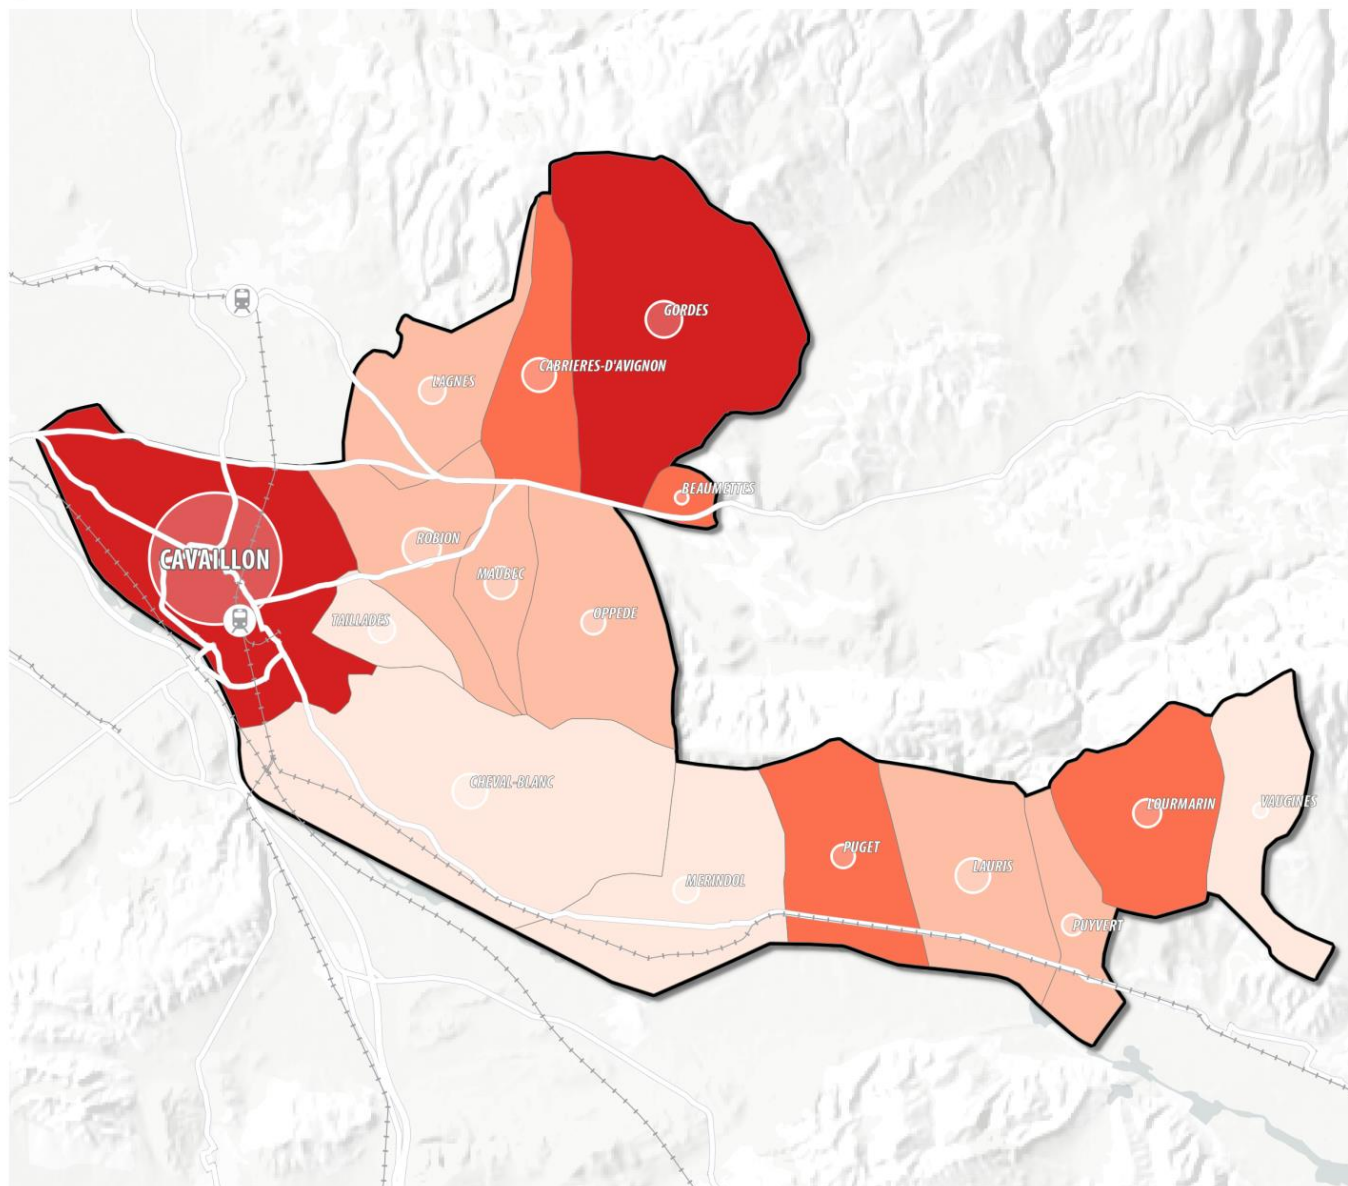 GORDES
CABRIERES-D'AVIGNON
LAGNES
BEAUMETTES
ROBION
CAVAILLON
MAUBEC
TAILLADES
OPPEDE
CHEVAL-BLANC
LOURMARIN
VAUGINES
PUGET
LAURIS
MERINDOL
PUYVERT